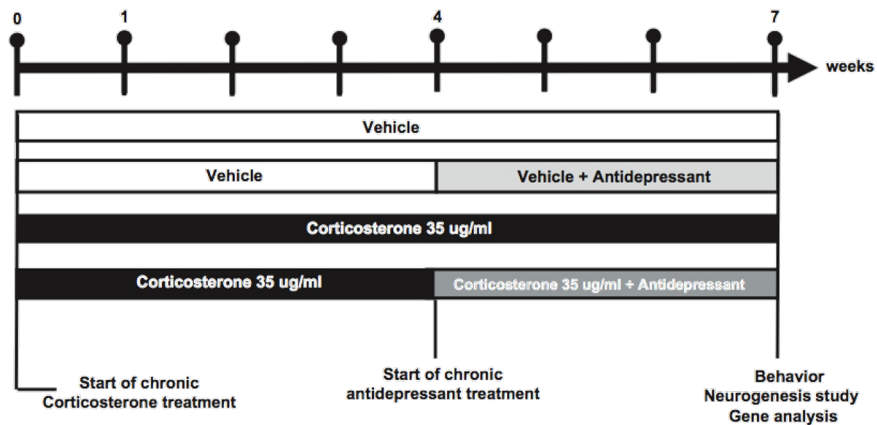 0 1 4 7
weeks
Vehicle
Vehicle Vehicle + Antidepressant
Corticosterone 35 ug/ml
Corticosterone 35 ug/ml Corticosterone 35 ug/ml + Antidepressant
Start of chronic
Corticosterone treatment
Start of chronic
antidepressant treatment
Behavior
Neurogenesis study
Gene analysis